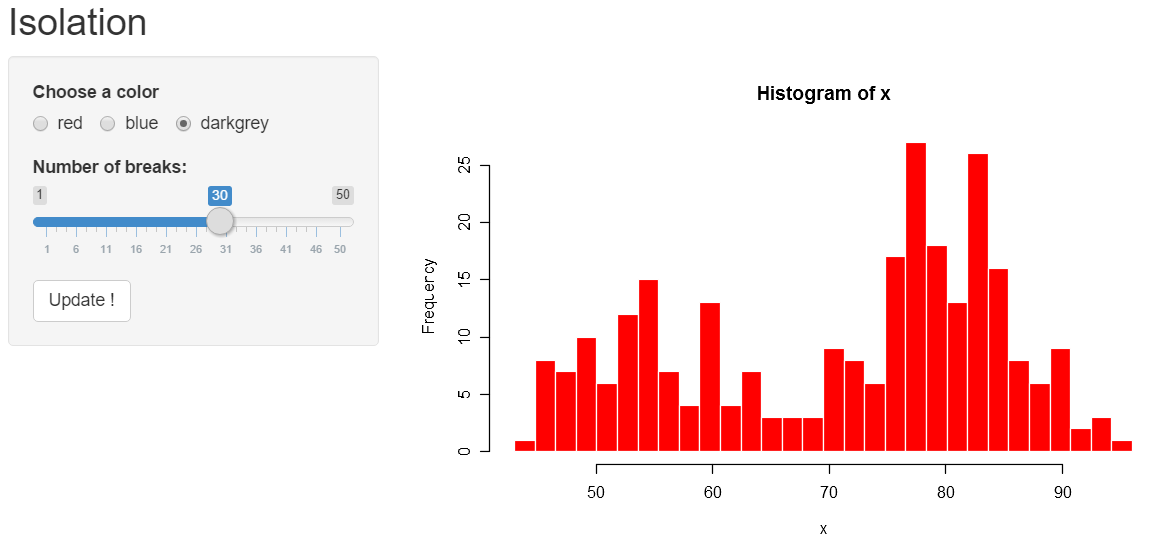 Isolation
Choose a color
red blue darkgrey
Number of breaks:
1 30 50
1 6 11 16 21 26 31 36 41 46 50
Update !
Histogram of x
Frequency
25
20
15
10
5
0
50 60 70 80 90
x